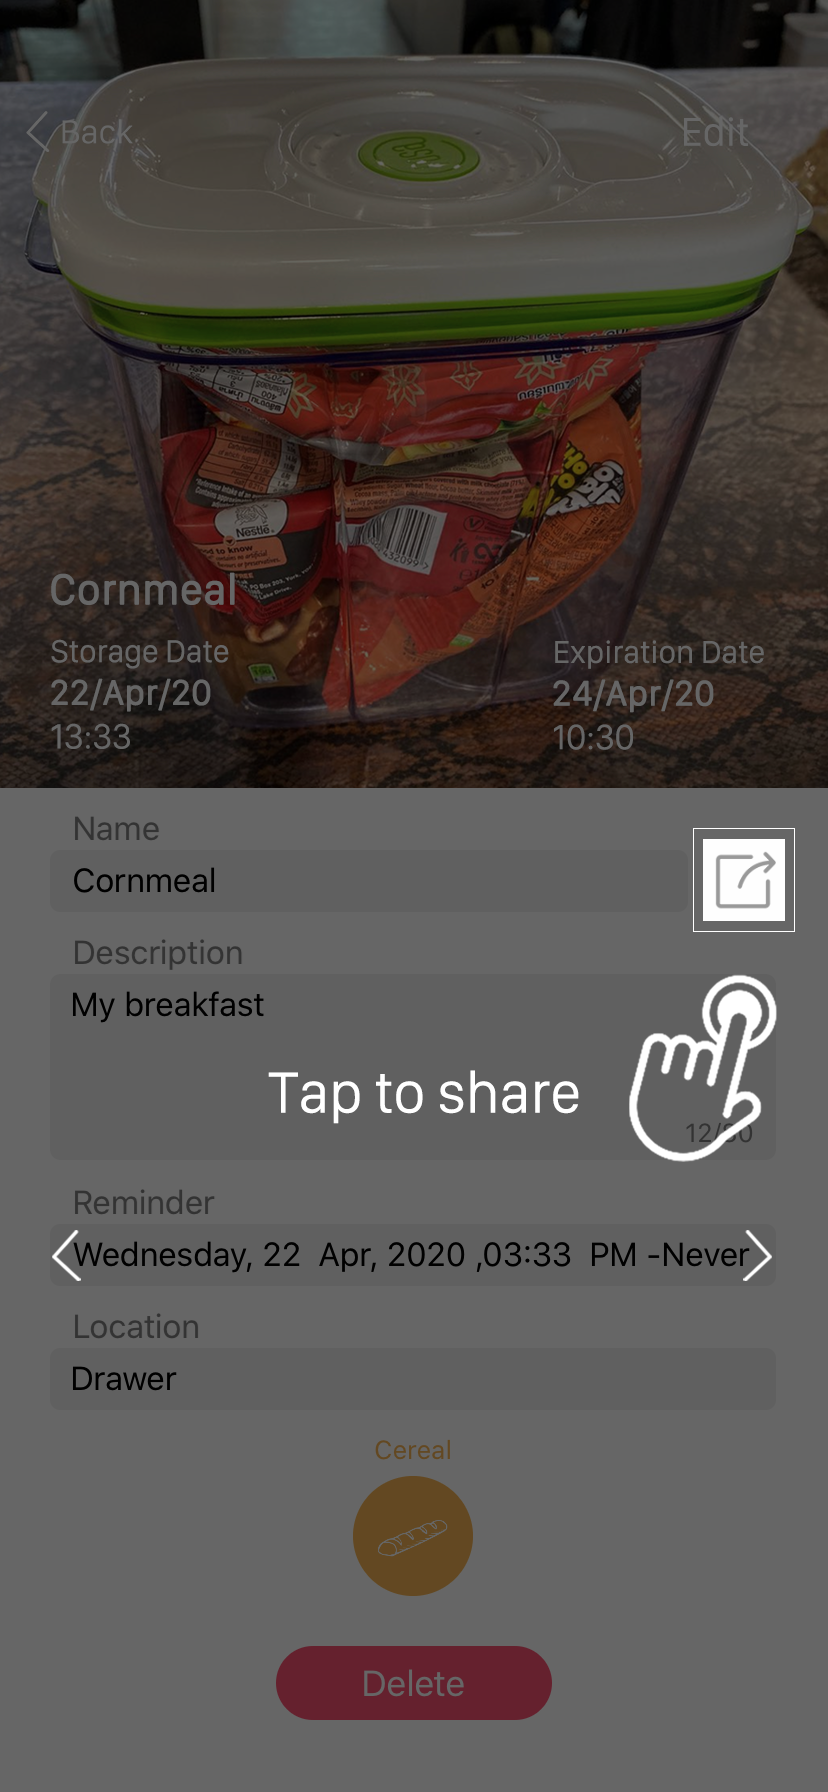 Back
Edit
Nestlé
Cornmeal
Storage Date
Expiration Date
22/Apr/20
24/Apr/20
13:33
10:30
Name
Cornmeal
Description
My breakfast
Tap to share
12/80
Reminder
Wednesday, 22 Apr, 2020 ,03:33 PM -Never
Location
Drawer
Cereal
Delete